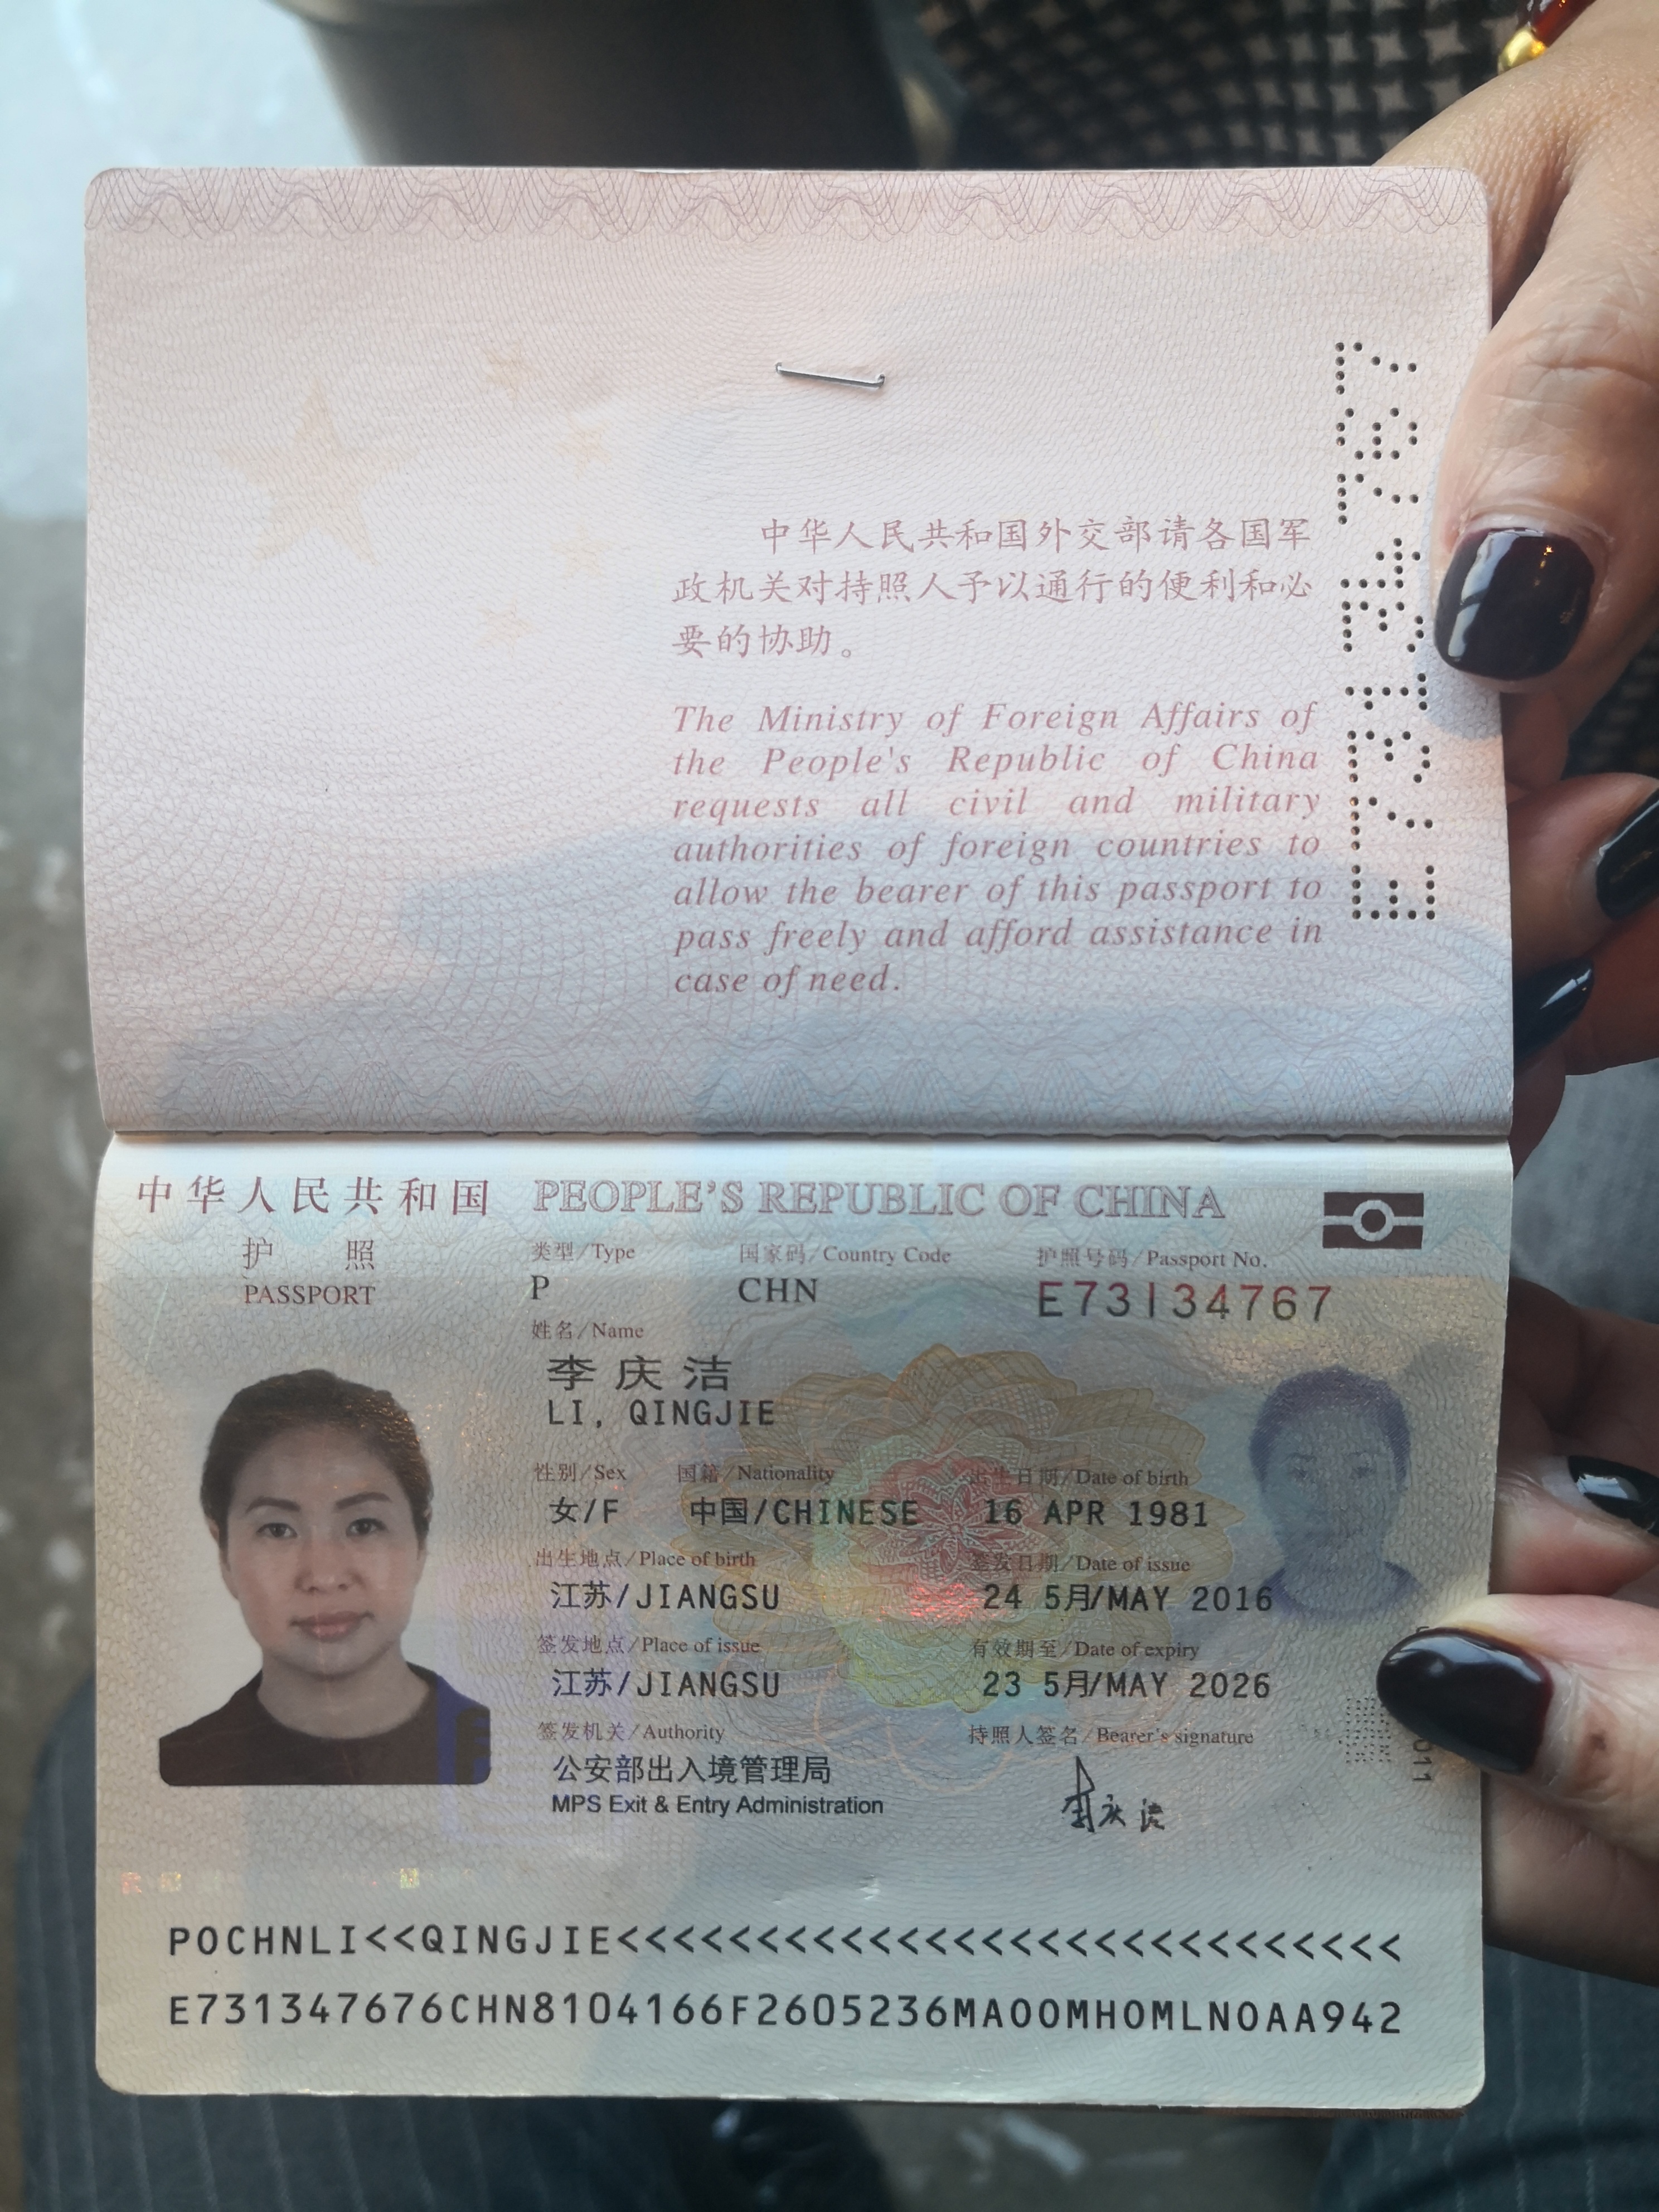 中华人民共和国外交部请各国军
政机关对持照人予以通行的便利和必
要的协助。
The Ministry of Foreign Affairs of
the People's Republic of China
requests all civil and military
authorities of foreign countries to
allow the bearer of this passport to
pass freely and afford assistance in
case of need.
E73134767
中华人民共和国 PEOPLE'S REPUBLIC OF CHINA
护照
PASSPORT
类型/Type 国家码/Country Code 护照号码/Passport No.
P CHN E73134767
姓名/Name
李庆洁
LI, QINGJIE
性别/Sex 国籍/Nationality 出生日期/Date of birth
女/F 中国/CHINESE 16 APR 1981
出生地点/Place of birth 签发日期/Date of issue
江苏/JIANGSU 24 5月/MAY 2016
签发地点/Place of issue 有效期至/Date of expiry
江苏/JIANGSU 23 5月/MAY 2026
签发机关/Authority 持照人签名/Bearer's signature
公安部出入境管理局
MPS Exit & Entry Administration
李庆洁
POCHNLI<<QINGJIE<<<<<<<<<<<<<<<<<<<<<<<<<<<<
E731347676CHN8104166F2605236MAOOMHOMLNOAA942